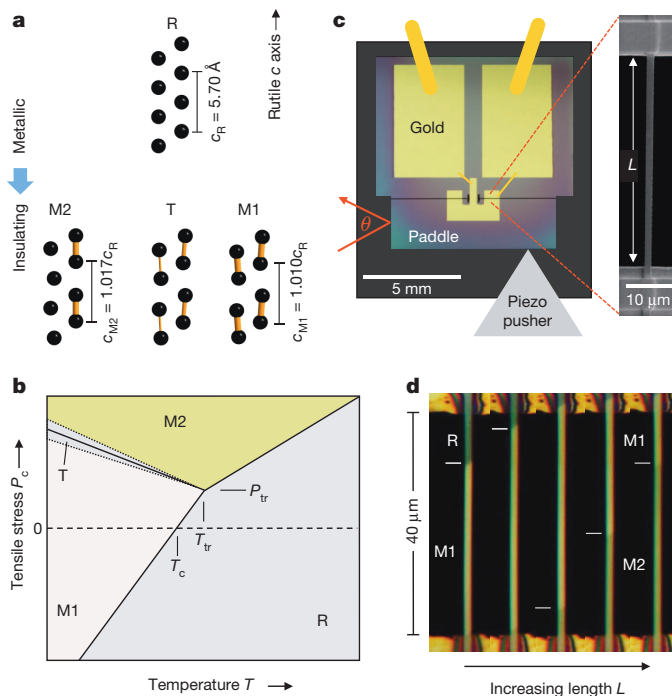 a
R
Rutile c axis
c_R = 5.70 Å
Metallic
Insulating
M2
T
M1
c_M2 = 1.017c_R
c_M1 = 1.010c_R
b
Tensile stress P_c
M2
T
P_tr
0
T_tr
T_c
M1
R
Temperature T
c
Gold
L
θ
Paddle
5 mm
Piezo
pusher
10 μm
d
R
M1
40 μm
M1
M2
Increasing length L